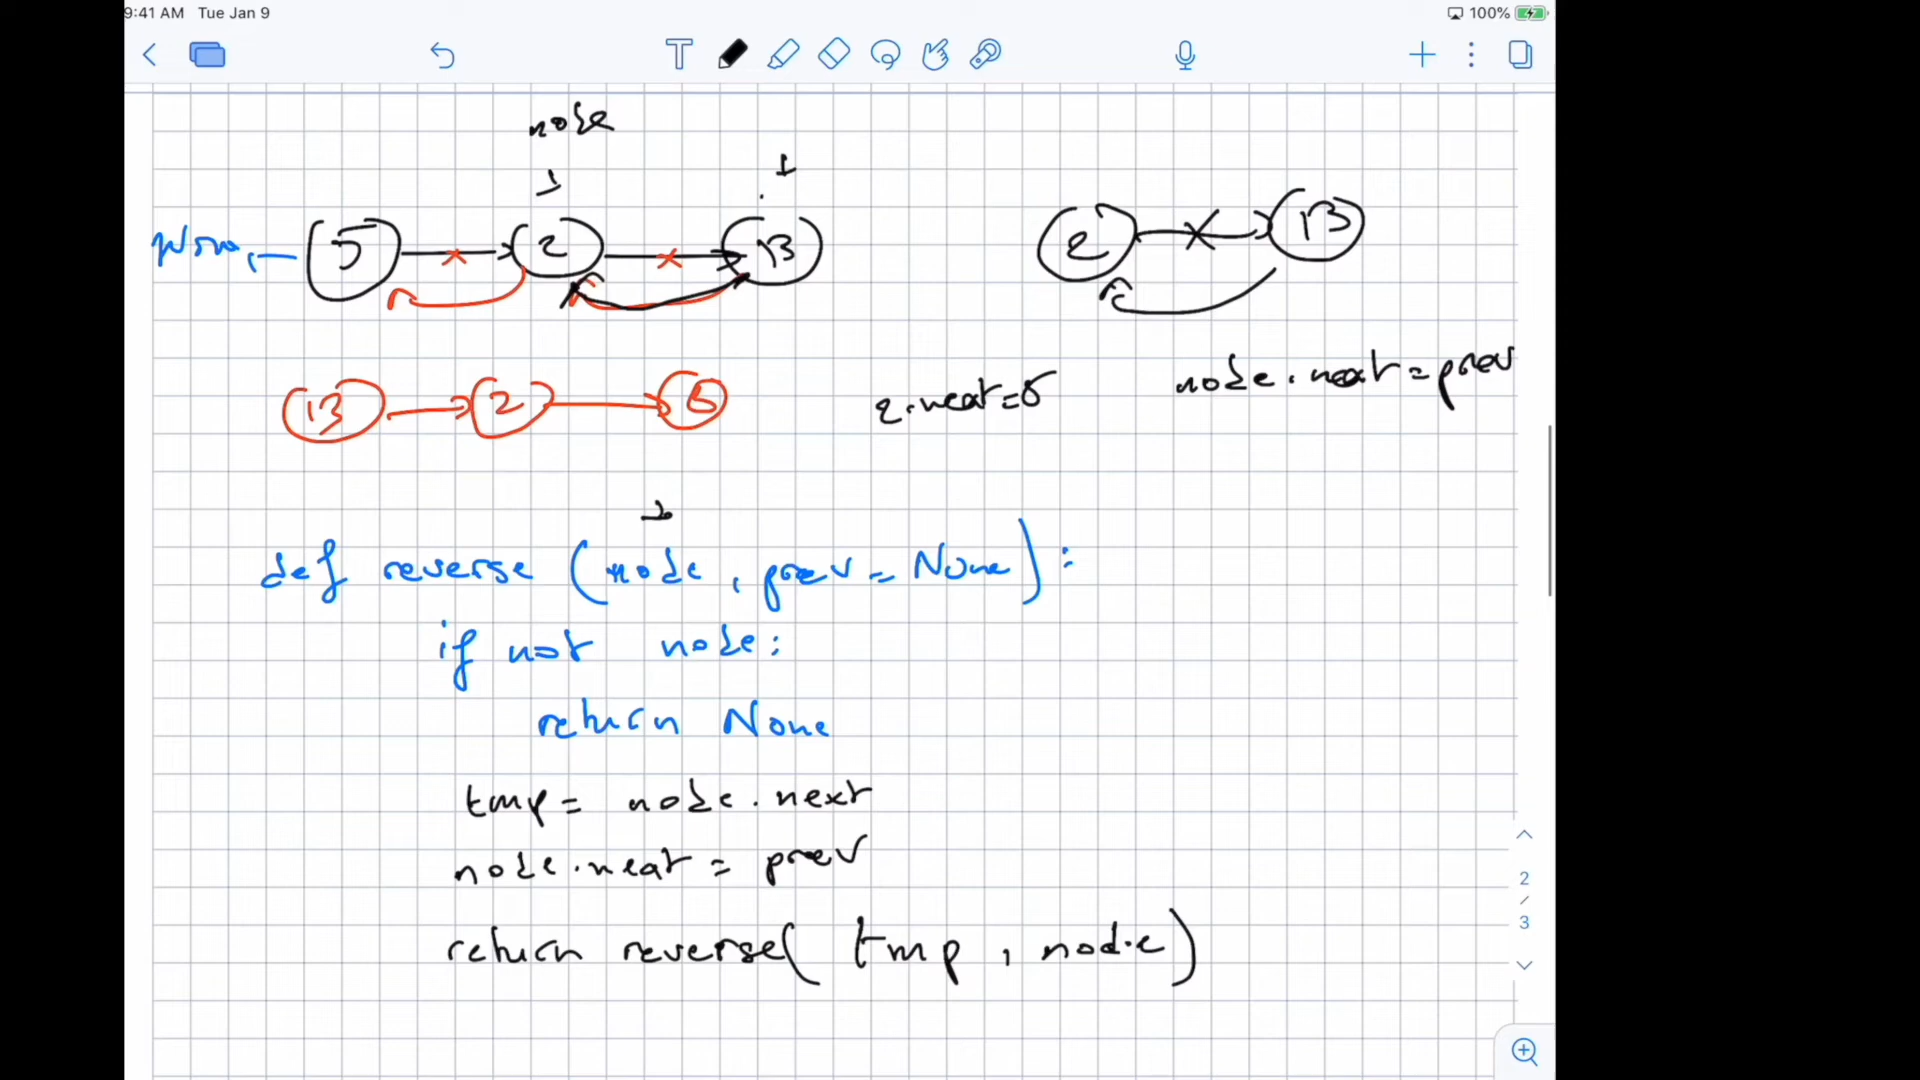 9:41 AM Tue Jan 9 100%
node
5 2 13 2 13
None
13 2 5
2.next=5 node.next=prev
def reverse (node, prev = None):
if not node:
return None
tmp = node.next
node.next = prev
return reverse( tmp, node)
2
/
3